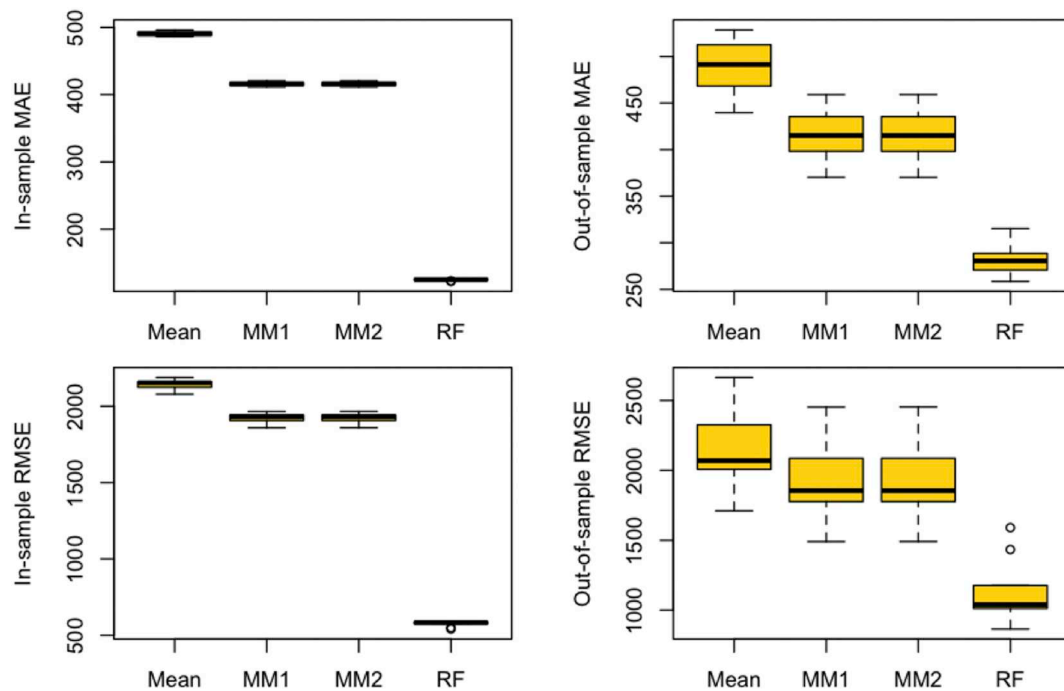 In-sample MAE
500
400
300
200
Mean MM1 MM2 RF
Out-of-sample MAE
450
350
250
Mean MM1 MM2 RF
In-sample RMSE
2000
1500
1000
500
Mean MM1 MM2 RF
Out-of-sample RMSE
2500
2000
1500
1000
Mean MM1 MM2 RF